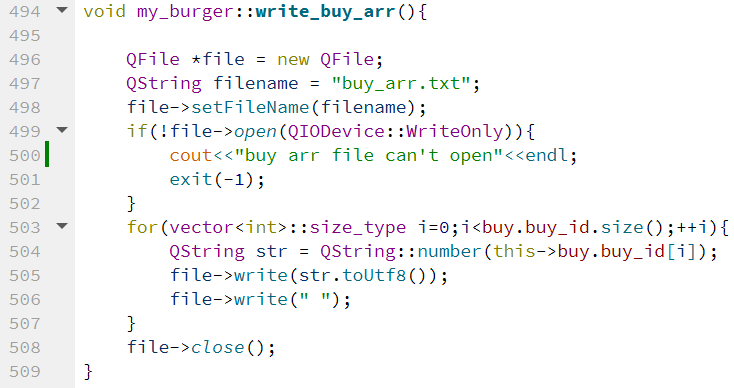 494 void my_burger::write_buy_arr(){
495
496     QFile *file = new QFile;
497     QString filename = "buy_arr.txt";
498     file->setFileName(filename);
499     if(!file->open(QIODevice::WriteOnly)){
500         cout<<"buy arr file can't open"<<endl;
501         exit(-1);
502     }
503     for(vector<int>::size_type i=0;i<buy.buy_id.size();++i){
504         QString str = QString::number(this->buy.buy_id[i]);
505         file->write(str.toUtf8());
506         file->write(" ");
507     }
508     file->close();
509 }